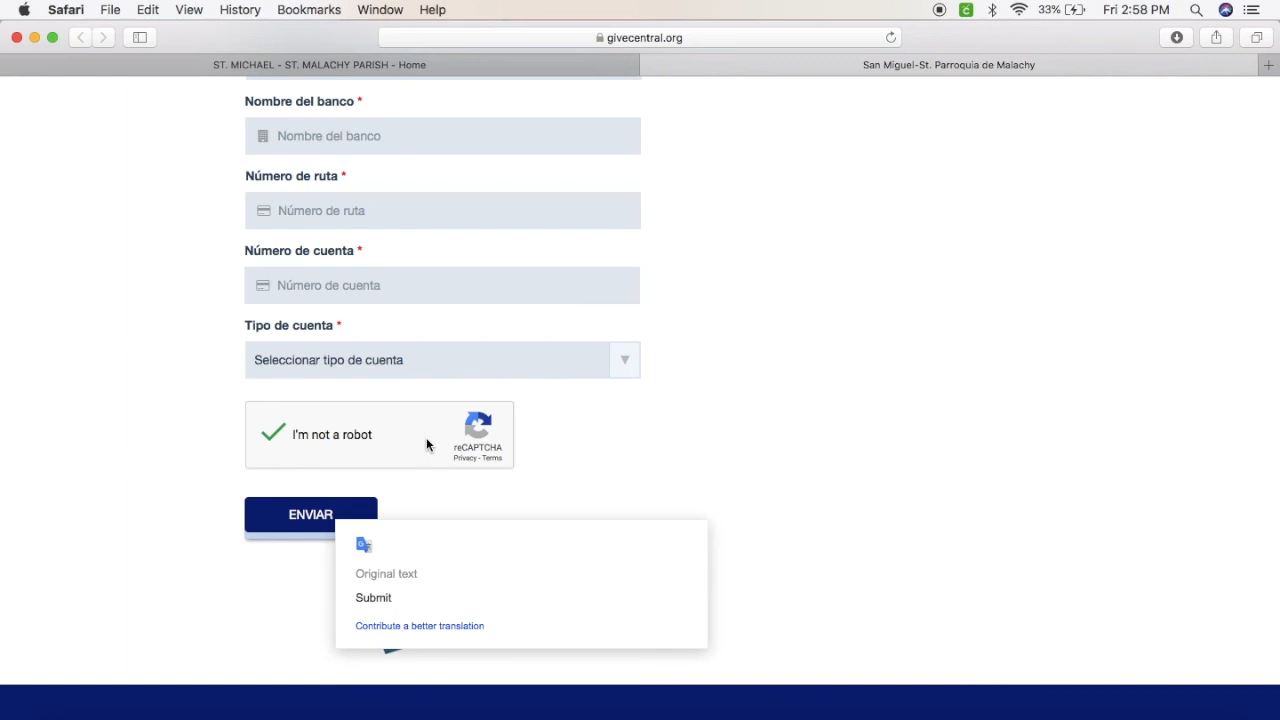 Safari File Edit View History Bookmarks Window Help 33% Fri 2:58 PM
givecentral.org
ST. MICHAEL - ST. MALACHY PARISH - Home San Miguel-St. Parroquia de Malachy
Nombre del banco *
Nombre del banco
Número de ruta *
Número de ruta
Número de cuenta *
Número de cuenta
Tipo de cuenta *
Seleccionar tipo de cuenta
I'm not a robot
reCAPTCHA
Privacy - Terms
ENVIAR
Original text
Submit
Contribute a better translation